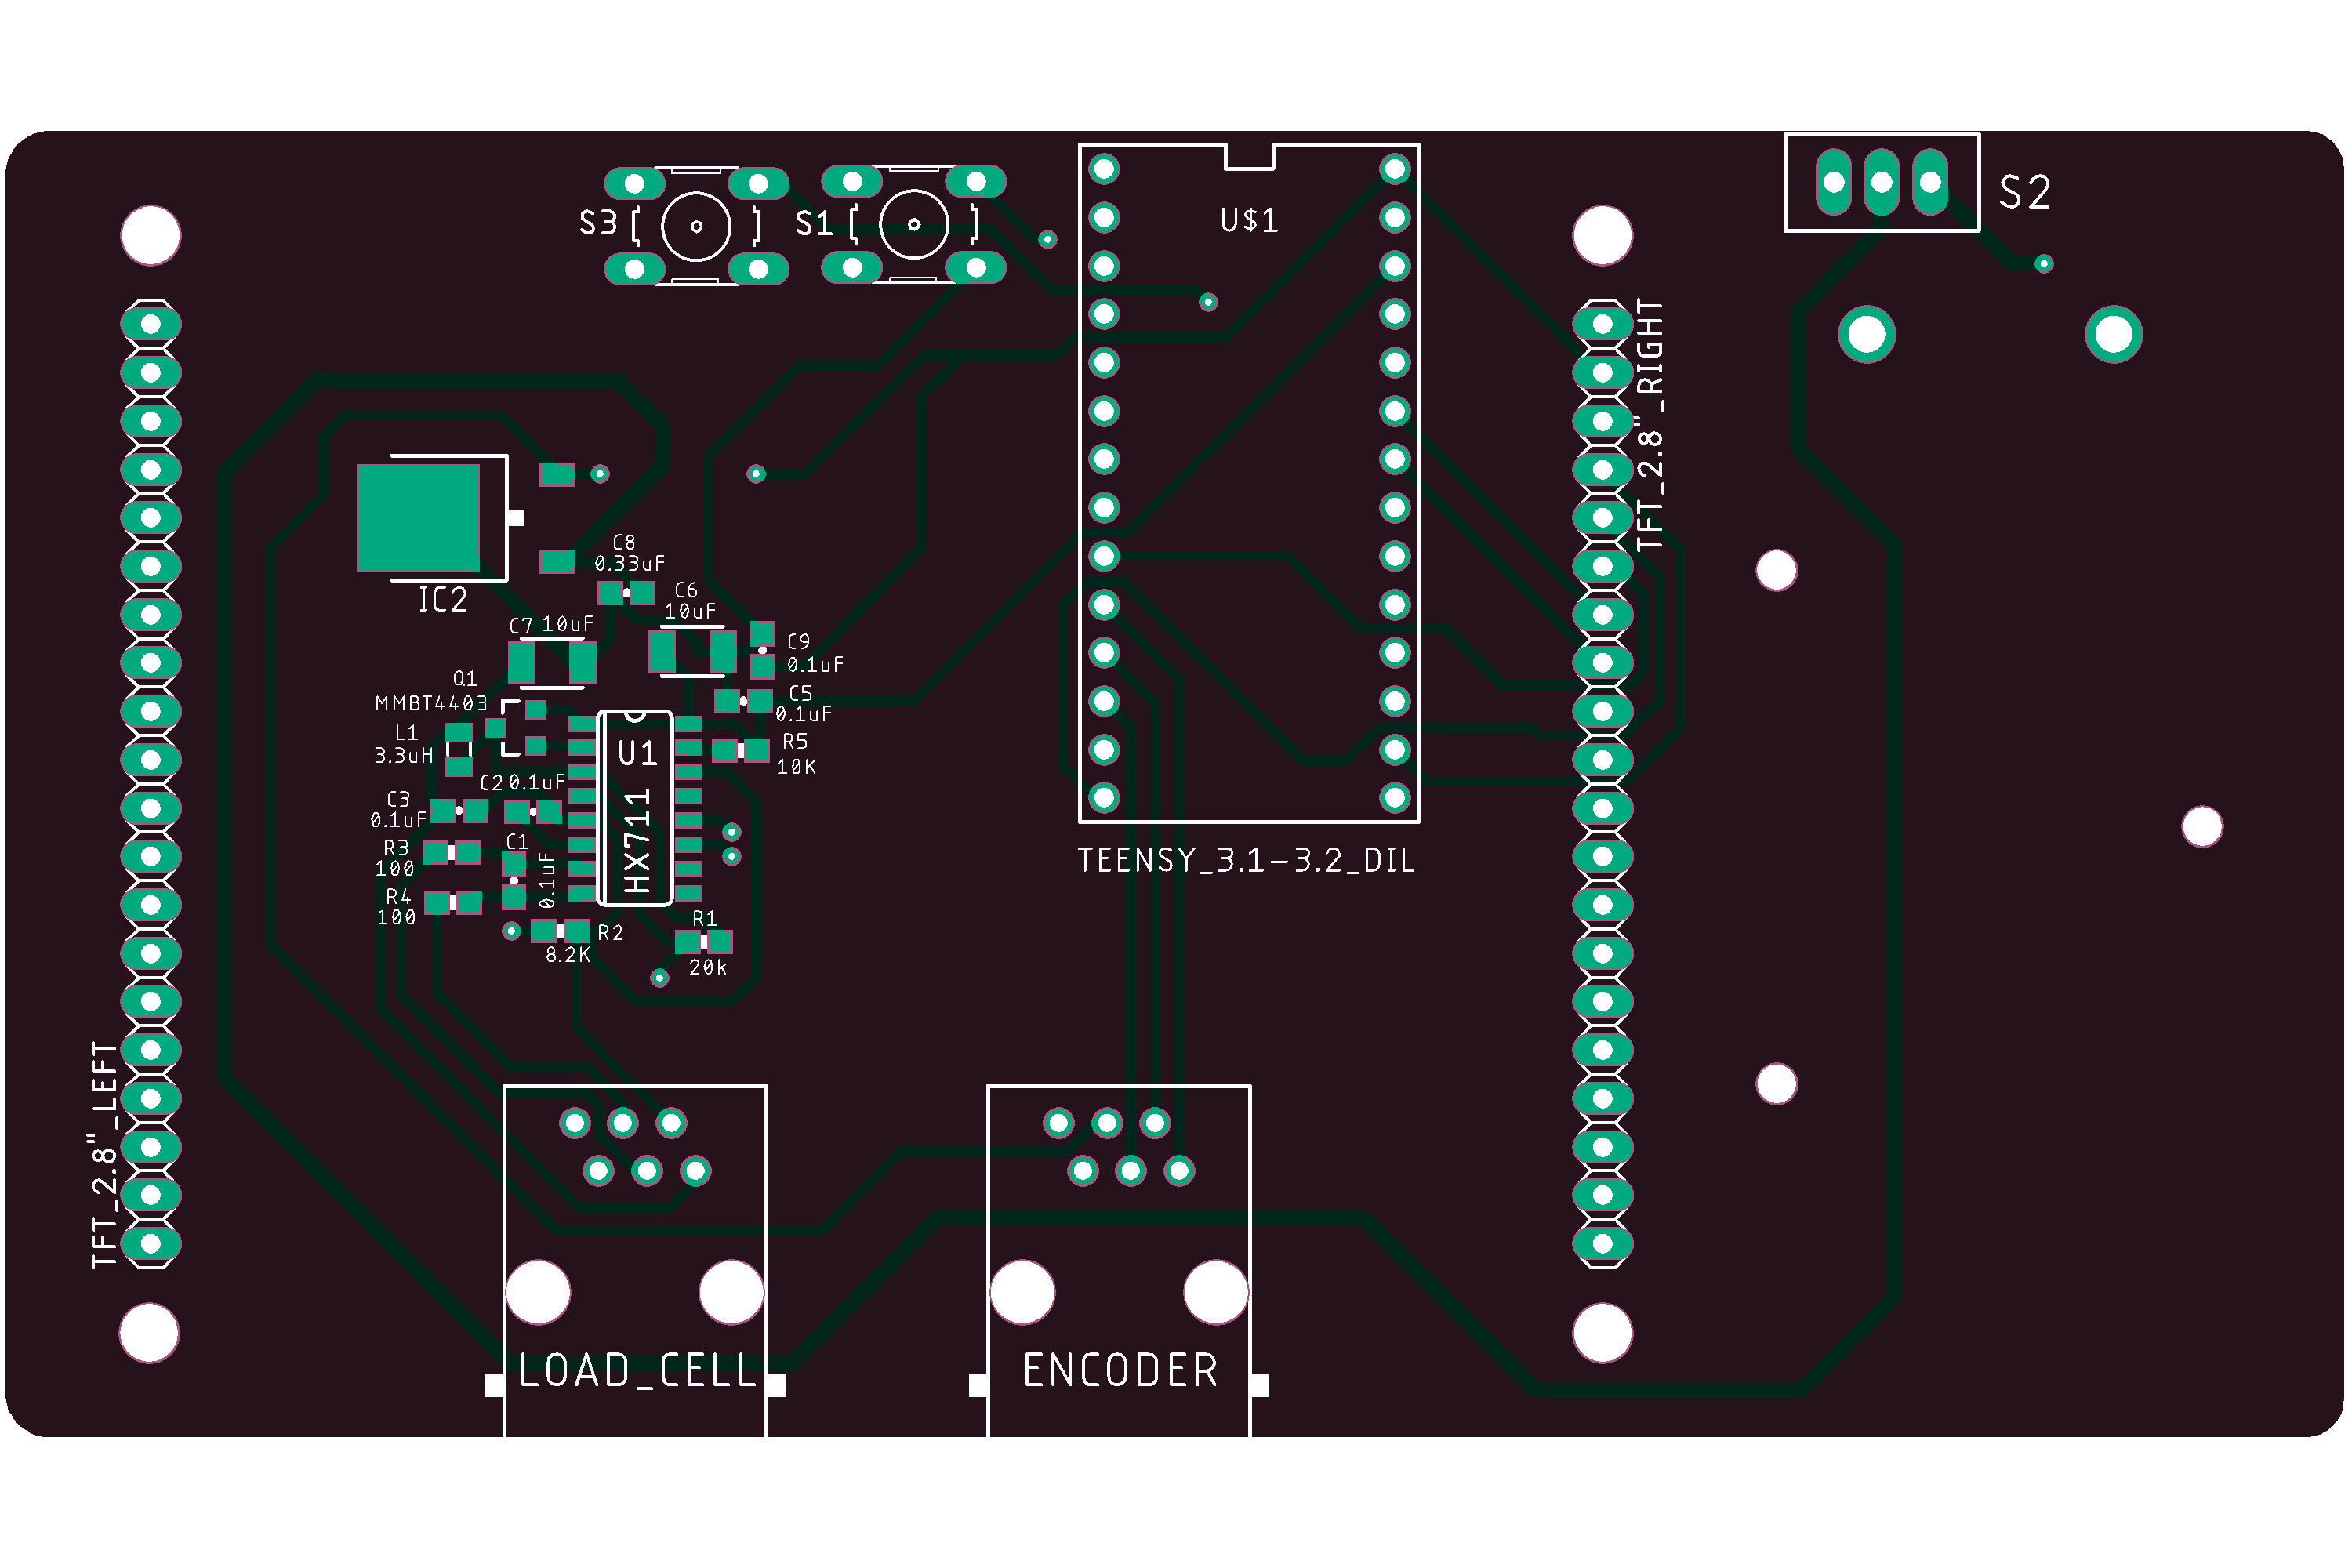 S3
S1
U$1
S2
TFT_2.8"_RIGHT
C8
0.33uF
IC2
C6
10uF
C7 10uF
C9
0.1uF
Q1
MMBT4403
C5
0.1uF
L1
3.3uH
U1
HX711
R5
10K
C2 0.1uF
C3
0.1uF
C1
0.1uF
R3
100
R4
100
TEENSY_3.1-3.2_DIL
R1
20k
R2
8.2K
TFT_2.8"_LEFT
LOAD_CELL
ENCODER